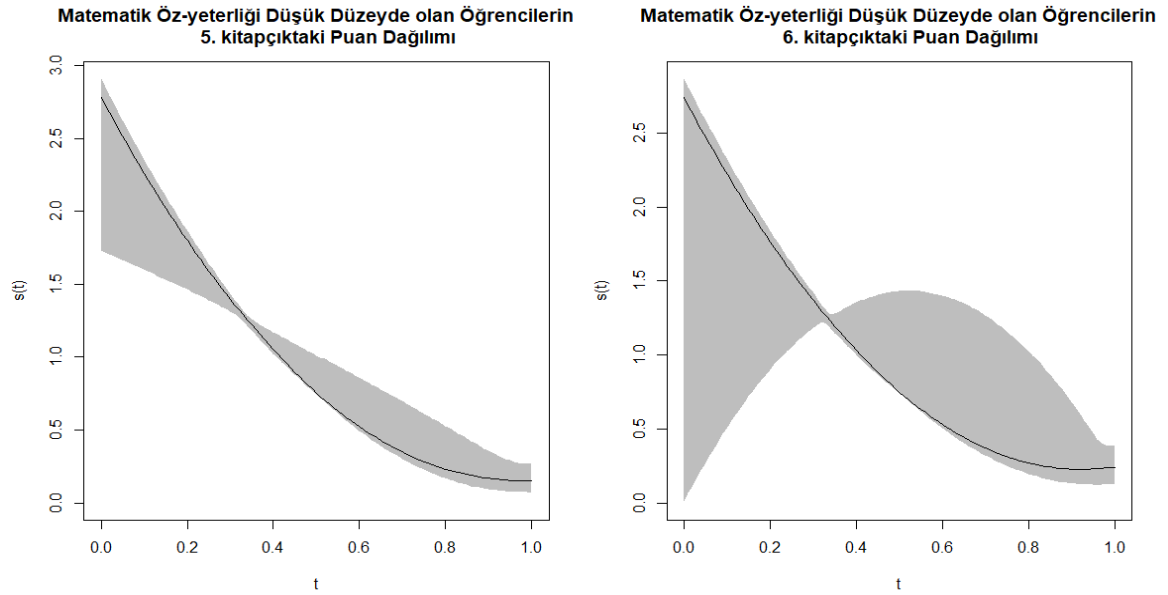 Matematik Öz-yeterliği Düşük Düzeyde olan Öğrencilerin
5. kitapçıktaki Puan Dağılımı
s(t)
3.0
2.5
2.0
1.5
1.0
0.5
0.0
0.0 0.2 0.4 0.6 0.8 1.0
t
Matematik Öz-yeterliği Düşük Düzeyde olan Öğrencilerin
6. kitapçıktaki Puan Dağılımı
s(t)
2.5
2.0
1.5
1.0
0.5
0.0
0.0 0.2 0.4 0.6 0.8 1.0
t